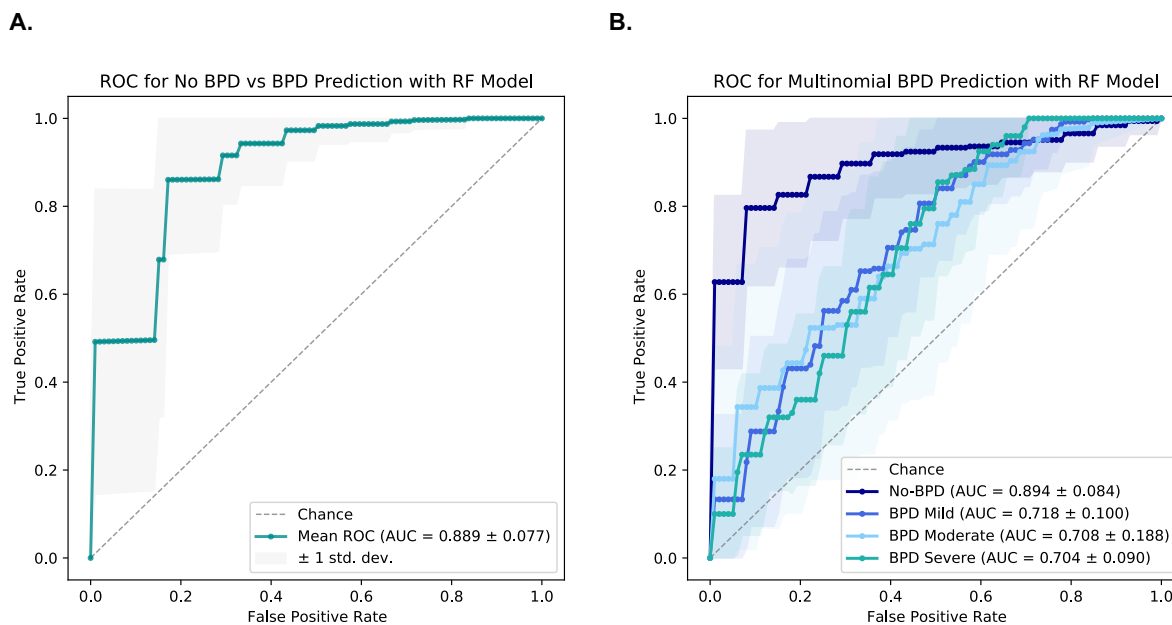 A.
ROC for No BPD vs BPD Prediction with RF Model
True Positive Rate
1.0
0.8
0.6
0.4
0.2
0.0
Chance
Mean ROC (AUC = 0.889 ± 0.077)
± 1 std. dev.
0.0 0.2 0.4 0.6 0.8 1.0
False Positive Rate
B.
ROC for Multinomial BPD Prediction with RF Model
True Positive Rate
1.0
0.8
0.6
0.4
0.2
0.0
Chance
No-BPD (AUC = 0.894 ± 0.084)
BPD Mild (AUC = 0.718 ± 0.100)
BPD Moderate (AUC = 0.708 ± 0.188)
BPD Severe (AUC = 0.704 ± 0.090)
0.0 0.2 0.4 0.6 0.8 1.0
False Positive Rate